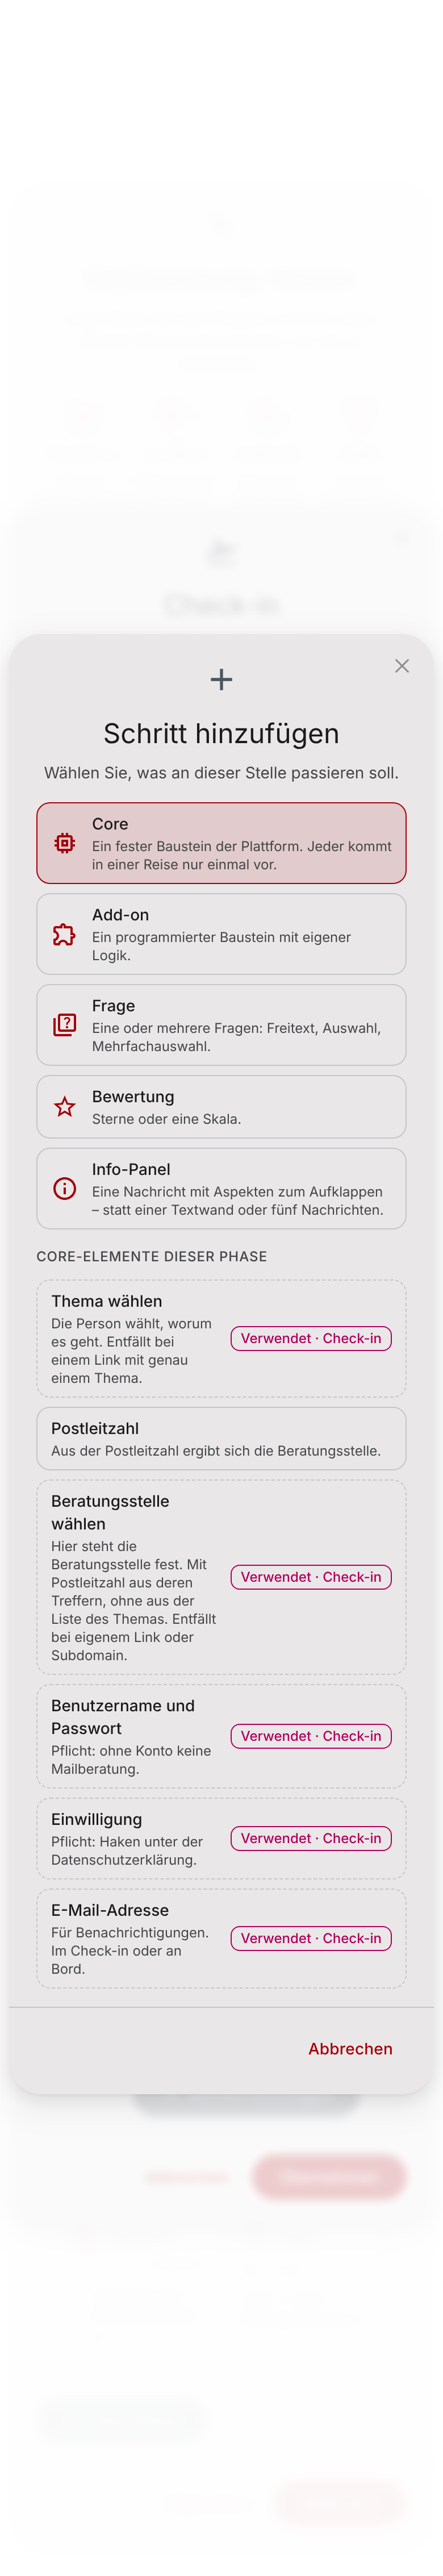 Check-in
Schritt hinzufügen
Wählen Sie, was an dieser Stelle passieren soll.
Core
Ein fester Baustein der Plattform. Jeder kommt
in einer Reise nur einmal vor.
Add-on
Ein programmierter Baustein mit eigener
Logik.
Frage
Eine oder mehrere Fragen: Freitext, Auswahl,
Mehrfachauswahl.
Bewertung
Sterne oder eine Skala.
Info-Panel
Eine Nachricht mit Aspekten zum Aufklappen
– statt einer Textwand oder fünf Nachrichten.
CORE-ELEMENTE DIESER PHASE
Thema wählen
Die Person wählt, worum
es geht. Entfällt bei
einem Link mit genau
einem Thema.
Verwendet · Check-in
Postleitzahl
Aus der Postleitzahl ergibt sich die Beratungsstelle.
Beratungsstelle
wählen
Hier steht die
Beratungsstelle fest. Mit
Postleitzahl aus deren
Treffern, ohne aus der
Liste des Themas. Entfällt
bei eigenem Link oder
Subdomain.
Verwendet · Check-in
Benutzername und
Passwort
Pflicht: ohne Konto keine
Mailberatung.
Verwendet · Check-in
Einwilligung
Pflicht: Haken unter der
Datenschutzerklärung.
Verwendet · Check-in
E-Mail-Adresse
Für Benachrichtigungen.
Im Check-in oder an
Bord.
Verwendet · Check-in
Abbrechen